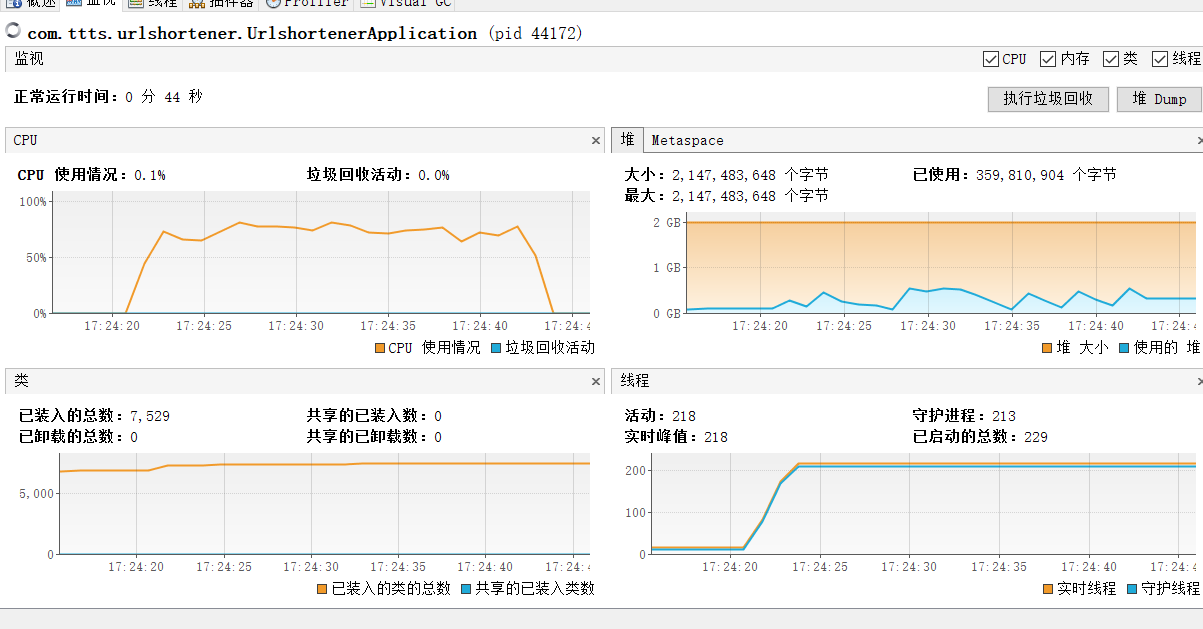 概述 监视 线程 抽样器 Profiler Visual GC
com.ttts.urlshortener.UrlshortenerApplication (pid 44172)
监视 CPU 内存 类 线程
正常运行时间：0 分 44 秒 执行垃圾回收 堆 Dump
CPU ×
CPU 使用情况：0.1% 垃圾回收活动：0.0%
100%
50%
0%
17:24:20 17:24:25 17:24:30 17:24:35 17:24:40 17:24:4
CPU 使用情况 垃圾回收活动
堆 Metaspace ×
大小：2,147,483,648 个字节 已使用：359,810,904 个字节
最大：2,147,483,648 个字节
2 GB
1 GB
0 GB
17:24:20 17:24:25 17:24:30 17:24:35 17:24:40 17:24:4
堆 大小 使用的 堆
类 ×
已装入的总数：7,529 共享的已装入数：0
已卸载的总数：0 共享的已卸载数：0
5,000
0
17:24:20 17:24:25 17:24:30 17:24:35 17:24:40 17:24:4
已装入的类的总数 共享的已装入类数
线程 ×
活动：218 守护进程：213
实时峰值：218 已启动的总数：229
200
100
0
17:24:20 17:24:25 17:24:30 17:24:35 17:24:40 17:24:4
实时线程 守护线程